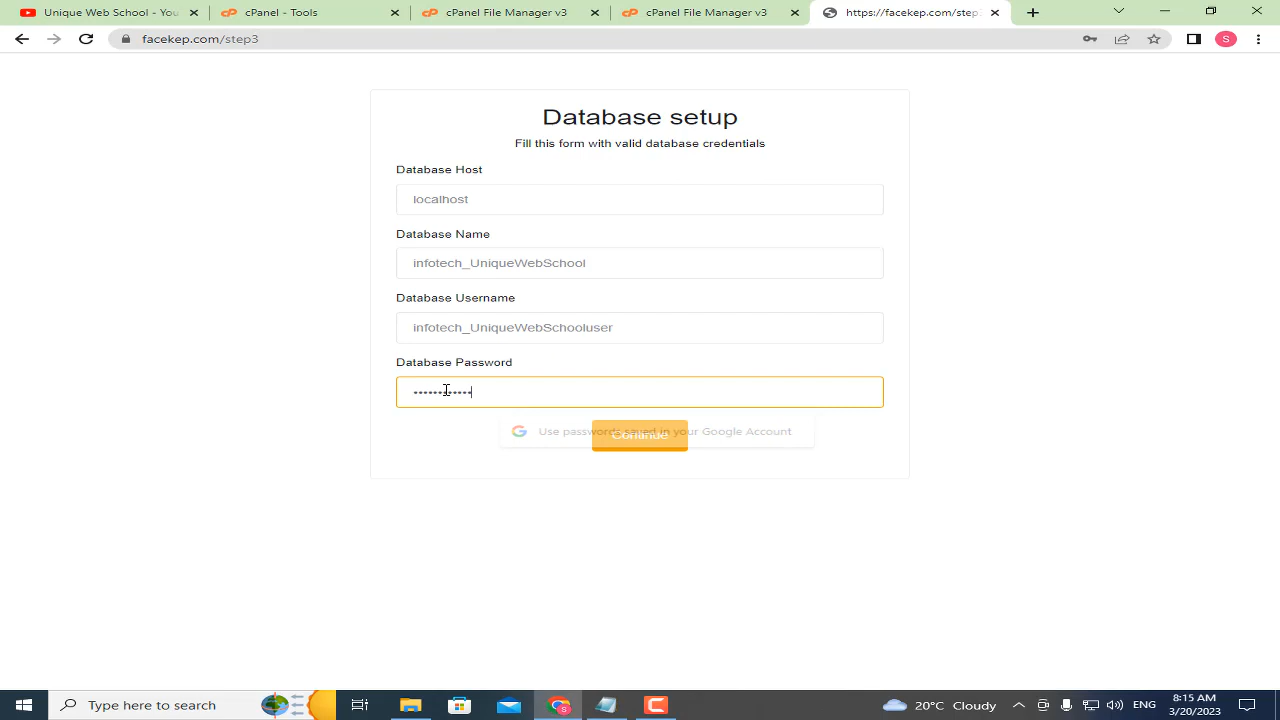 Unique Web School - You
cPanel - Tools
cPanel File Manager v3
cPanel File Manager v3
https://facekep.com/step
facekep.com/step3
S
Database setup
Fill this form with valid database credentials
Database Host
localhost
Database Name
infotech_UniqueWebSchool
Database Username
infotech_UniqueWebSchooluser
Database Password
Use passwords saved in your Google Account
Continue
Type here to search
20°C Cloudy
ENG
8:15 AM
3/20/2023